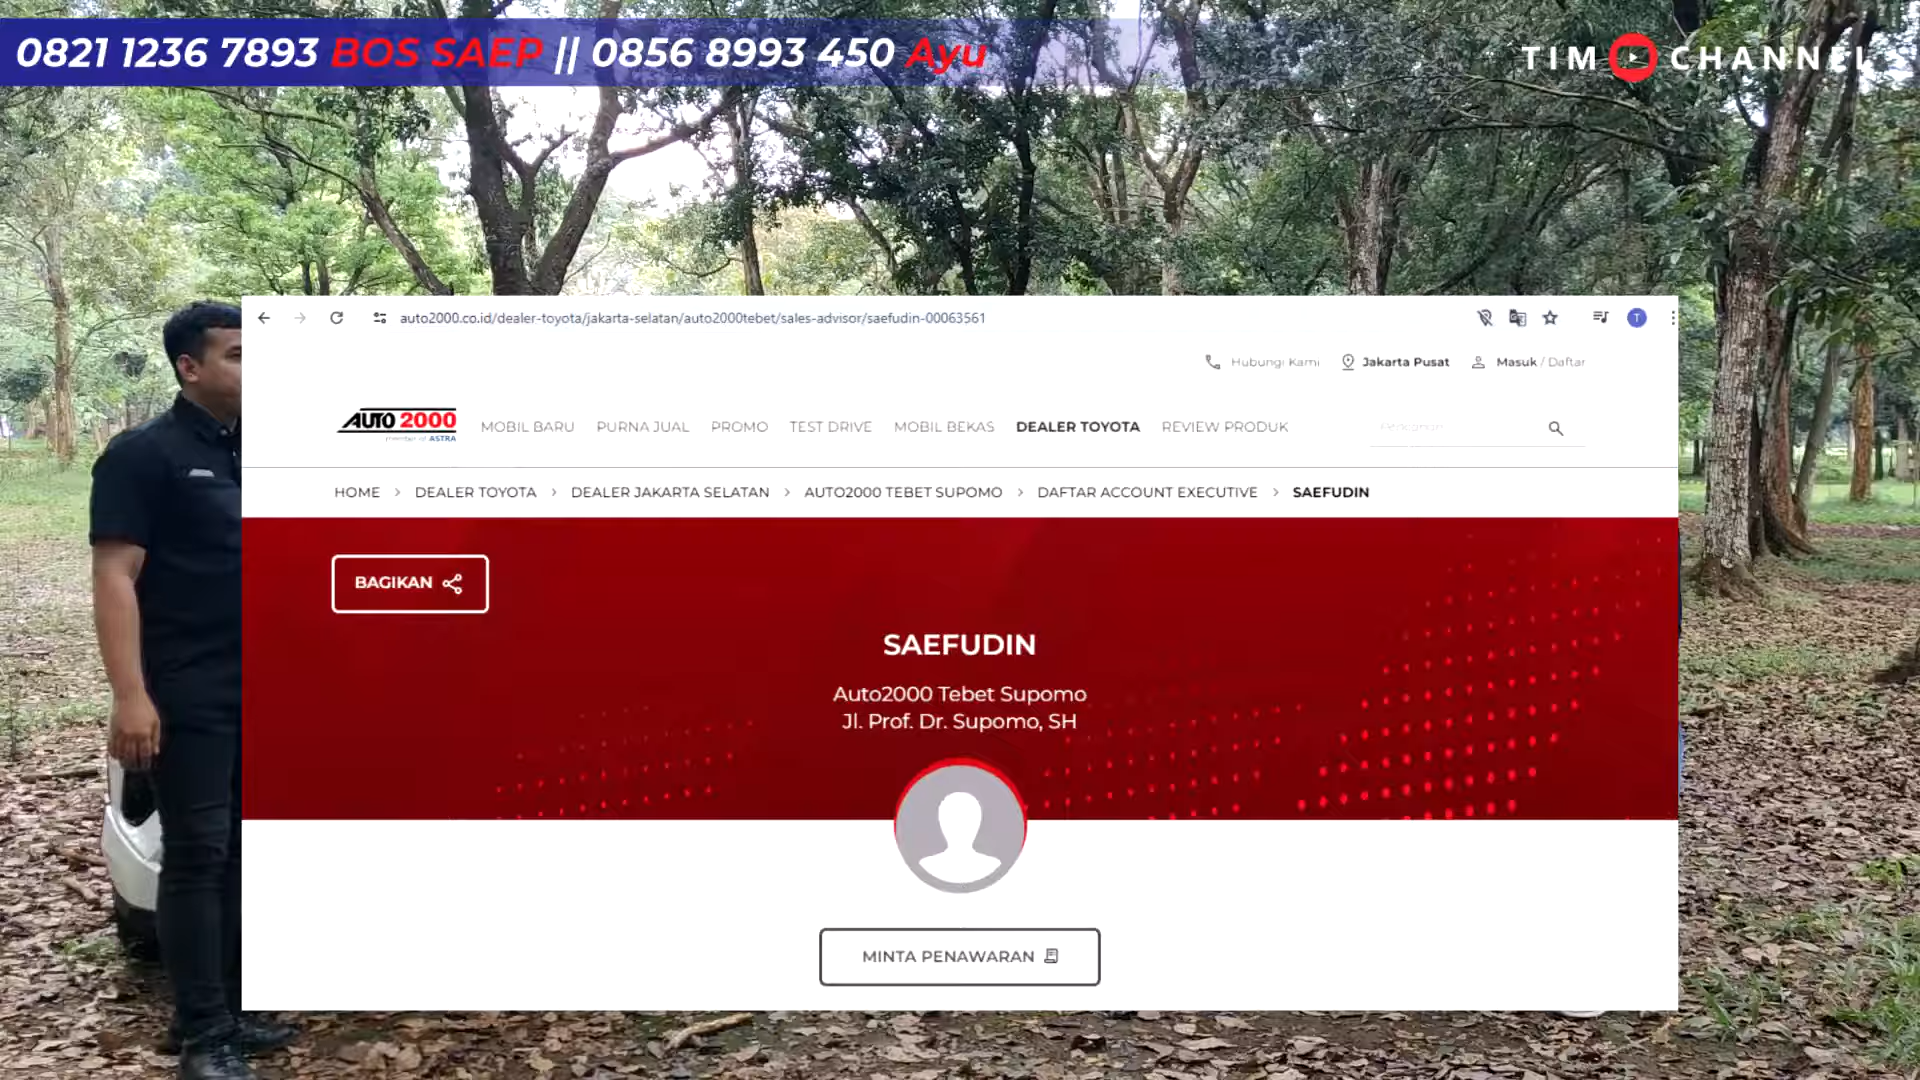 0821 1236 7893 BOS SAEP || 0856 8993 450 Ayu
TIM CHANNEL
auto2000.co.id/dealer-toyota/jakarta-selatan/auto2000tebet/sales-advisor/saefudin-00063561
T
Hubungi Kami
Jakarta Pusat
Masuk / Daftar
AUTO 2000
member of ASTRA
MOBIL BARU
PURNA JUAL
PROMO
TEST DRIVE
MOBIL BEKAS
DEALER TOYOTA
REVIEW PRODUK
HOME > DEALER TOYOTA > DEALER JAKARTA SELATAN > AUTO2000 TEBET SUPOMO > DAFTAR ACCOUNT EXECUTIVE > SAEFUDIN
BAGIKAN
SAEFUDIN
Auto2000 Tebet Supomo
Jl. Prof. Dr. Supomo, SH
MINTA PENAWARAN